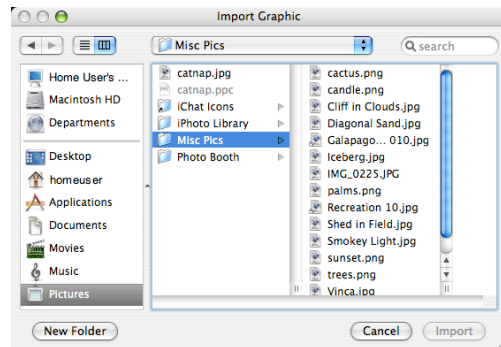 Import Graphic
Misc Pics
search
Home User's ...
Macintosh HD
Departments
Desktop
homeuser
Applications
Documents
Movies
Music
Pictures
catnap.jpg
catnap.ppc
iChat Icons
iPhoto Library
Misc Pics
Photo Booth
cactus.png
candle.png
Cliff in Clouds.jpg
Diagonal Sand.jpg
Galapago... 010.jpg
Iceberg.jpg
IMG_0225.JPG
palms.png
Recreation 10.jpg
Shed in Field.jpg
Smokey Light.jpg
sunset.png
trees.png
Vinca.jpg
New Folder
Cancel
Import